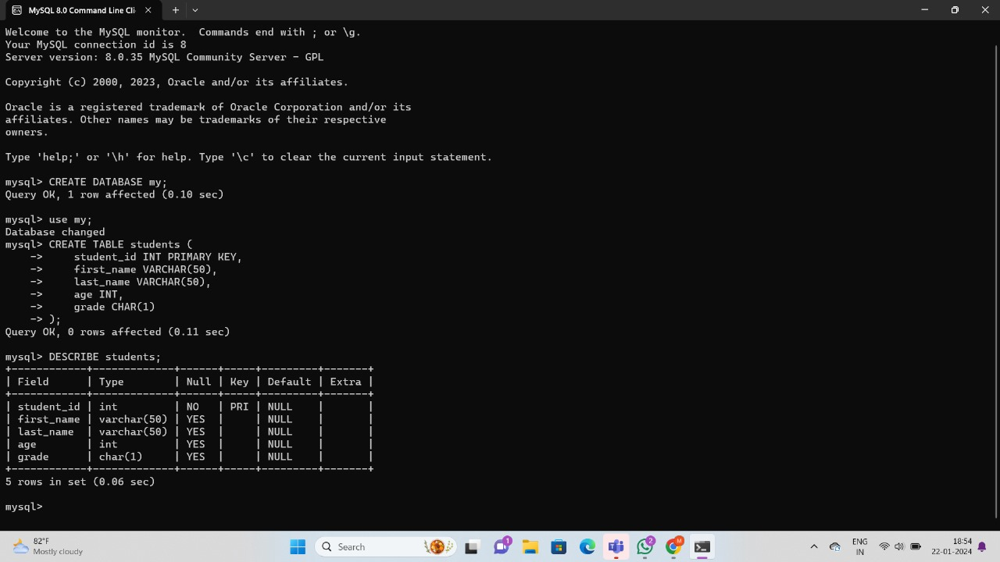 MySQL 8.0 Command Line Cli
Welcome to the MySQL monitor.  Commands end with ; or \g.
Your MySQL connection id is 8
Server version: 8.0.35 MySQL Community Server - GPL
Copyright (c) 2000, 2023, Oracle and/or its affiliates.
Oracle is a registered trademark of Oracle Corporation and/or its
affiliates. Other names may be trademarks of their respective
owners.
Type 'help;' or '\h' for help. Type '\c' to clear the current input statement.
mysql> CREATE DATABASE my;
Query OK, 1 row affected (0.10 sec)
mysql> use my;
Database changed
mysql> CREATE TABLE students (
    ->     student_id INT PRIMARY KEY,
    ->     first_name VARCHAR(50),
    ->     last_name VARCHAR(50),
    ->     age INT,
    ->     grade CHAR(1)
    -> );
Query OK, 0 rows affected (0.11 sec)
mysql> DESCRIBE students;
+------------+-------------+------+-----+---------+-------+
| Field      | Type        | Null | Key | Default | Extra |
+------------+-------------+------+-----+---------+-------+
| student_id | int         | NO   | PRI | NULL    |       |
| first_name | varchar(50) | YES  |     | NULL    |       |
| last_name  | varchar(50) | YES  |     | NULL    |       |
| age        | int         | YES  |     | NULL    |       |
| grade      | char(1)     | YES  |     | NULL    |       |
+------------+-------------+------+-----+---------+-------+
5 rows in set (0.06 sec)
mysql>
82°F
Mostly cloudy
Search
1
2
M
ENG
IN
18:54
22-01-2024